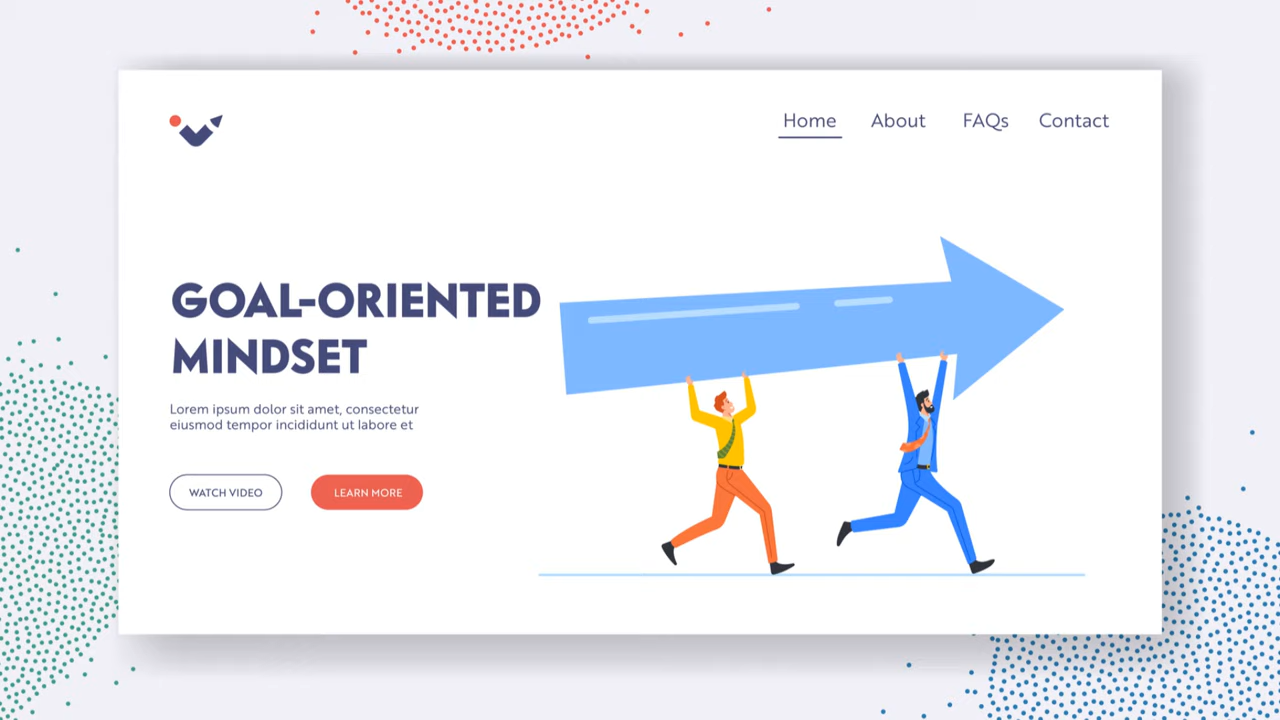 Home About FAQs Contact
GOAL-ORIENTED
MINDSET
Lorem ipsum dolor sit amet, consectetur
eiusmod tempor incididunt ut labore et
WATCH VIDEO LEARN MORE